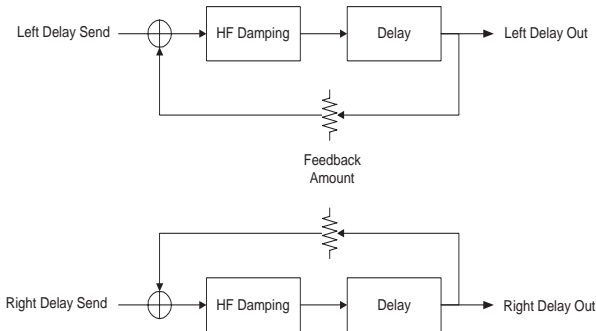 Left Delay Send
HF Damping
Delay
Left Delay Out
Feedback
Amount
Right Delay Send
HF Damping
Delay
Right Delay Out